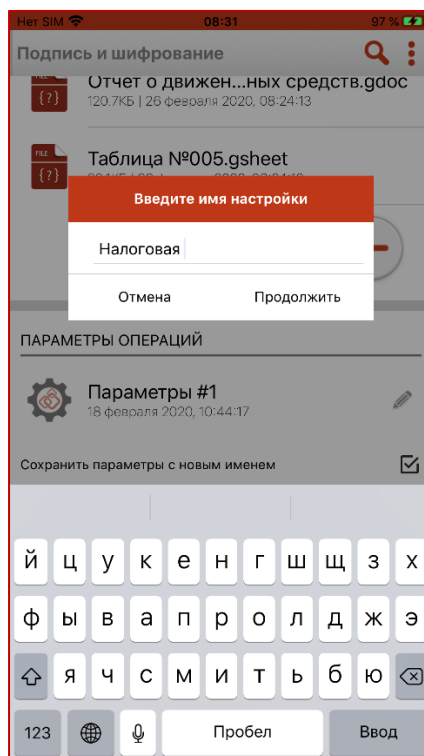 Нет SIM 08:31 97 %
Подпись и шифрование
FILE {?}
Отчет о движен...ных средств.gdoc
120.7КБ | 26 февраля 2020, 08:24:13
FILE {?}
Таблица №005.gsheet
Введите имя настройки
Налоговая
Отмена Продолжить
ПАРАМЕТРЫ ОПЕРАЦИЙ
Параметры #1
18 февраля 2020, 10:44:17
Сохранить параметры с новым именем
й ц у к е н г ш щ з х
ф ы в а п р о л д ж э
я ч с м и т ь б ю
123 Пробел Ввод